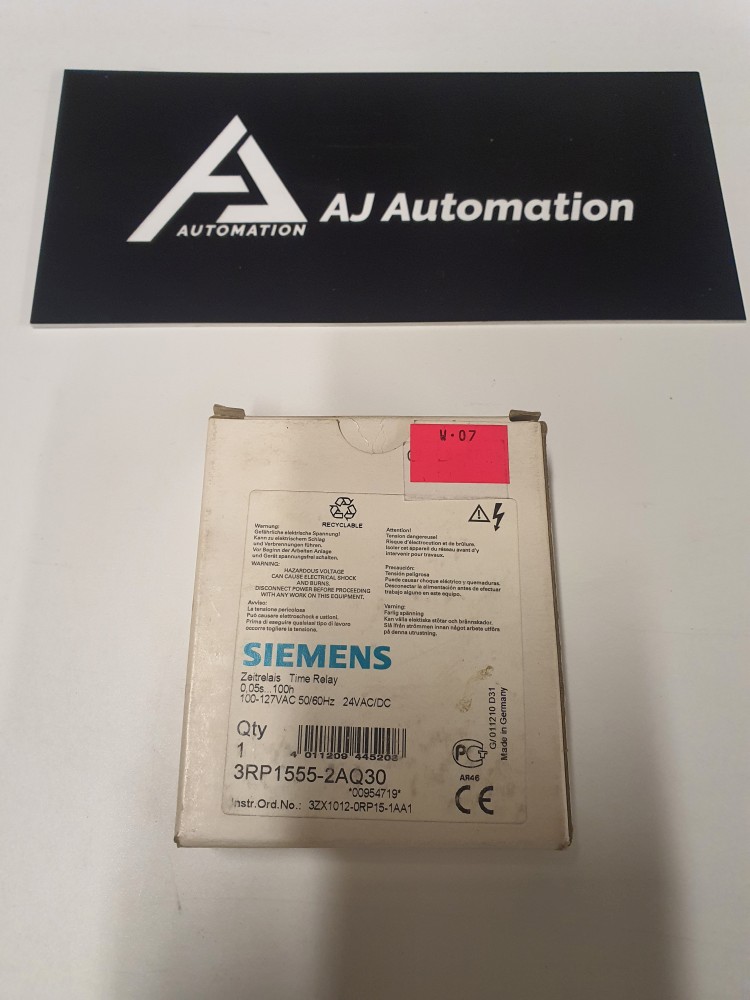 AUTOMATION
AJ Automation
W·07
RECYCLABLE
Warnung:
Gefährliche elektrische Spannung!
Kann zu elektrischem Schlag
und Verbrennungen führen.
Vor Beginn der Arbeiten Anlage
und Gerät spannungsfrei schalten.
WARNING:
HAZARDOUS VOLTAGE
CAN CAUSE ELECTRICAL SHOCK
AND BURNS.
DISCONNECT POWER BEFORE PROCEEDING
WITH ANY WORK ON THIS EQUIPMENT.
Avviso:
La tensione pericolosa
Può causare elettroshock e ustioni.
Prima di eseguire qualsiasi tipo di lavoro
occorre togliere la tensione.
Attention!
Tension dangereuse!
Risque d'électrocution et de brûlure.
Isoler cet appareil du réseau avant d'y
intervenir pour travaux.
Precaución:
Tensión peligrosa
Puede causar choque eléctrico y quemaduras.
Desconectar la alimentación antes de efectuar
trabajo alguno en este equipo.
Varning:
Farlig spänning
Kan vålla elektriska stötar och brännskador.
Slå ifrån strömmen innan något arbete utförs
på denna utrustning.
SIEMENS
Zeitrelais Time Relay
0,05s...100h
100-127VAC 50/60Hz 24VAC/DC
Qty
1
4 011209 445208
3RP1555-2AQ30
*00954719*
Instr.Ord.No.: 3ZX1012-0RP15-1AA1
G/ 011210 D31
Made in Germany
AR46
CE